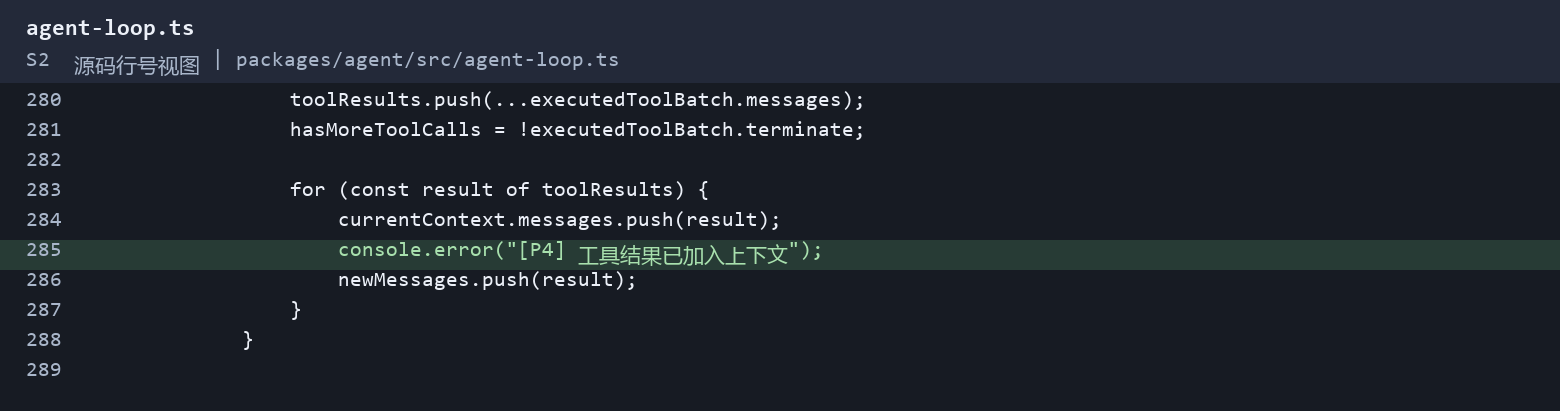 agent-loop.ts
S2 源码行号视图 | packages/agent/src/agent-loop.ts
280 toolResults.push(...executedToolBatch.messages);
281 hasMoreToolCalls = !executedToolBatch.terminate;
282
283 for (const result of toolResults) {
284 currentContext.messages.push(result);
285 console.error("[P4] 工具结果已加入上下文");
286 newMessages.push(result);
287 }
288 }
289